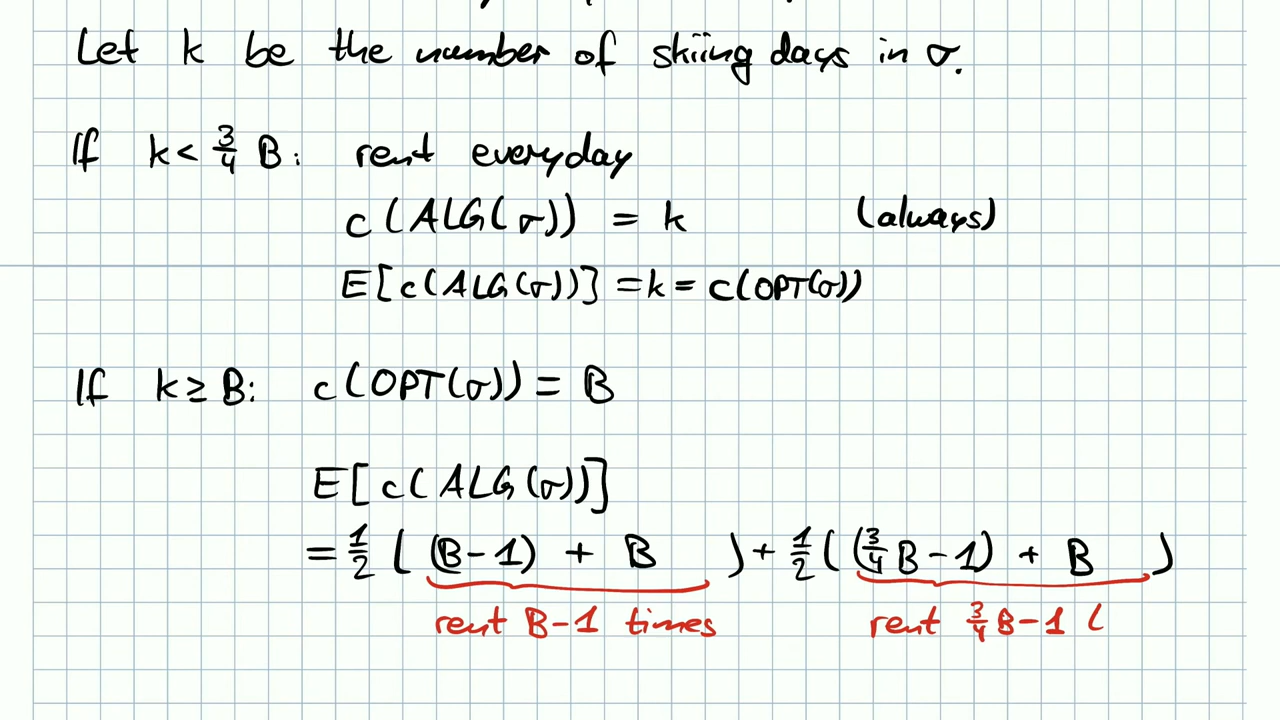 Let k be the number of skiing days in σ.
If k < 3/4 B: rent everyday
c(ALG(σ)) = k (always)
E[c(ALG(σ))] = k = c(OPT(σ))
If k ≥ B: c(OPT(σ)) = B
E[c(ALG(σ))]
= 1/2 ((B-1) + B) + 1/2 ((3/4 B-1) + B)
rent B-1 times rent 3/4 B-1 (